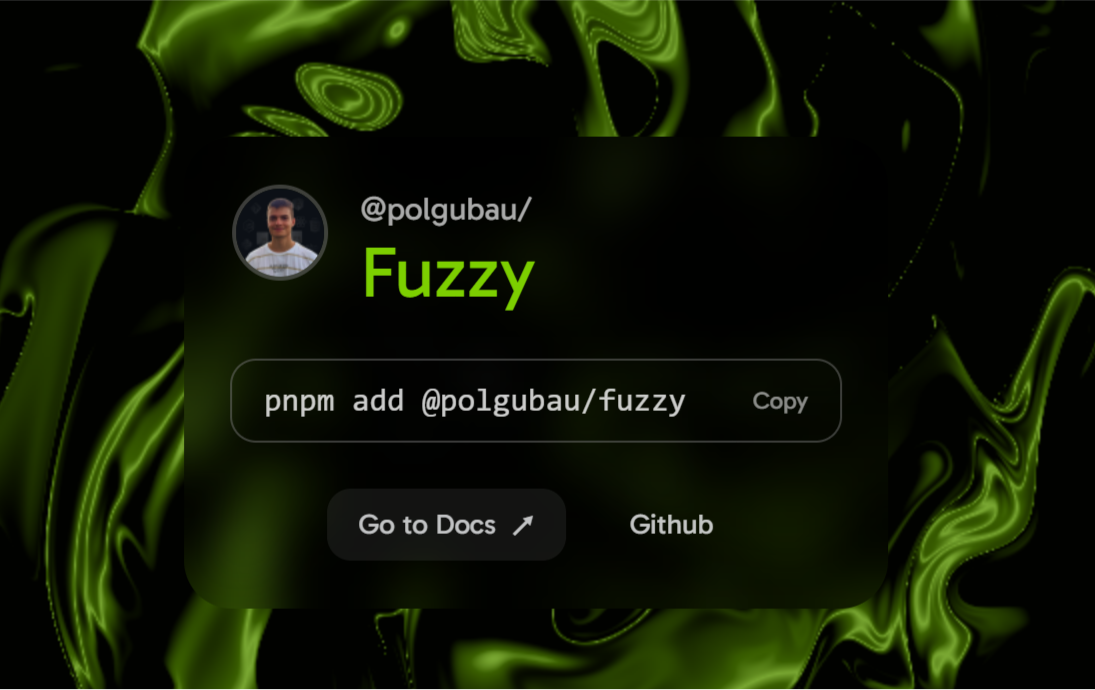 @polgubau/
Fuzzy
pnpm add @polgubau/fuzzy
Copy
Go to Docs ↗
Github